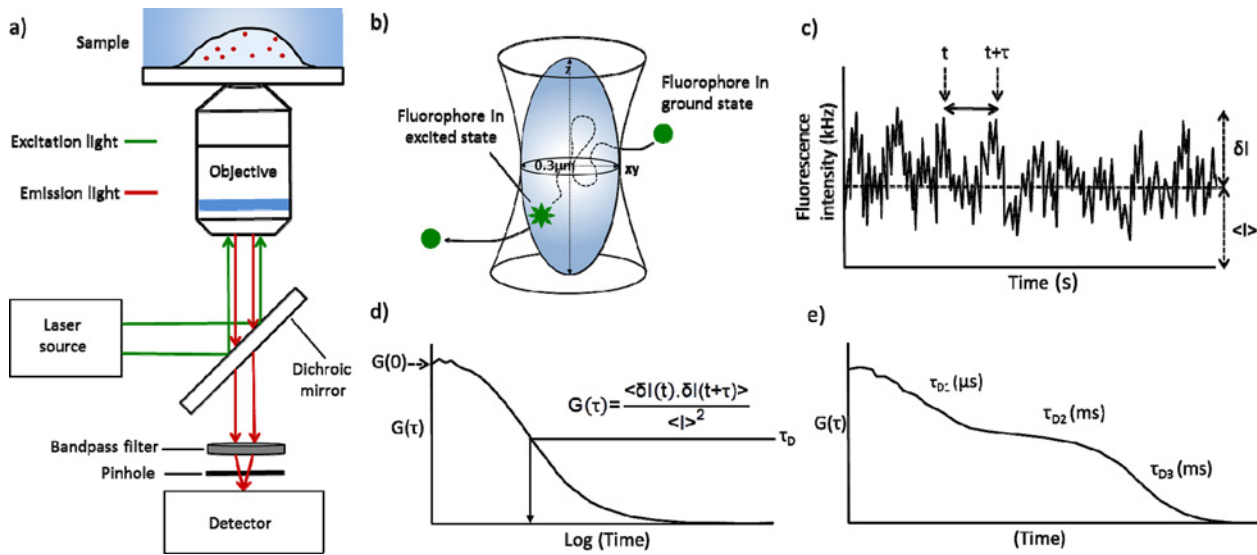 a)
Sample
Excitation light
Emission light
Objective
Laser
source
Dichroic
mirror
Bandpass filter
Pinhole
Detector
b)
z
Fluorophore in
ground state
Fluorophore in
excited state
0.3µm
xy
c)
t
t+τ
Fluorescence
intensity (kHz)
δI
<I>
Time (s)
d)
G(0)
G(τ)
G(τ)=<δI(t).δI(t+τ)>
<I>2
τD
Log (Time)
e)
G(τ)
τD1 (µs)
τD2 (ms)
τD3 (ms)
(Time)